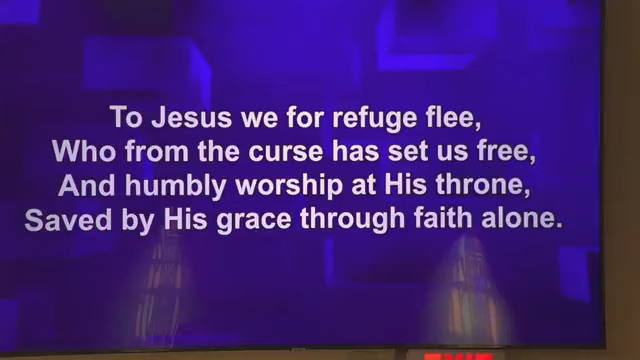 To Jesus we for refuge flee,
Who from the curse has set us free,
And humbly worship at His throne,
Saved by His grace through faith alone.